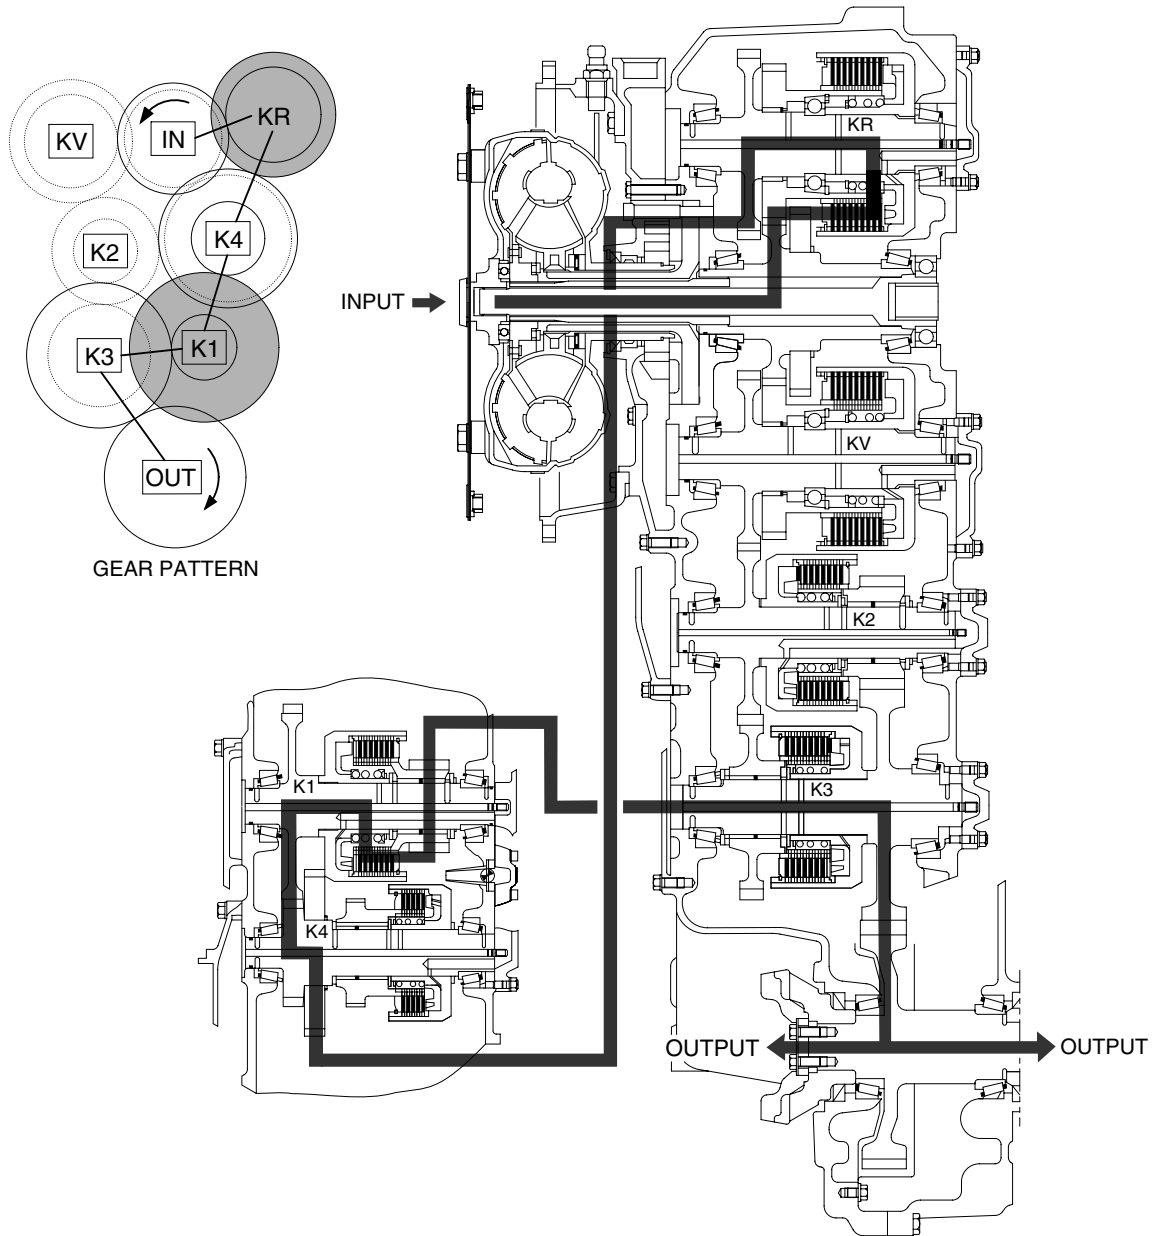 KV
IN
KR
K2
K4
K3
K1
OUT
GEAR PATTERN
INPUT
KR
KV
K2
K3
K1
K4
OUTPUT
OUTPUT